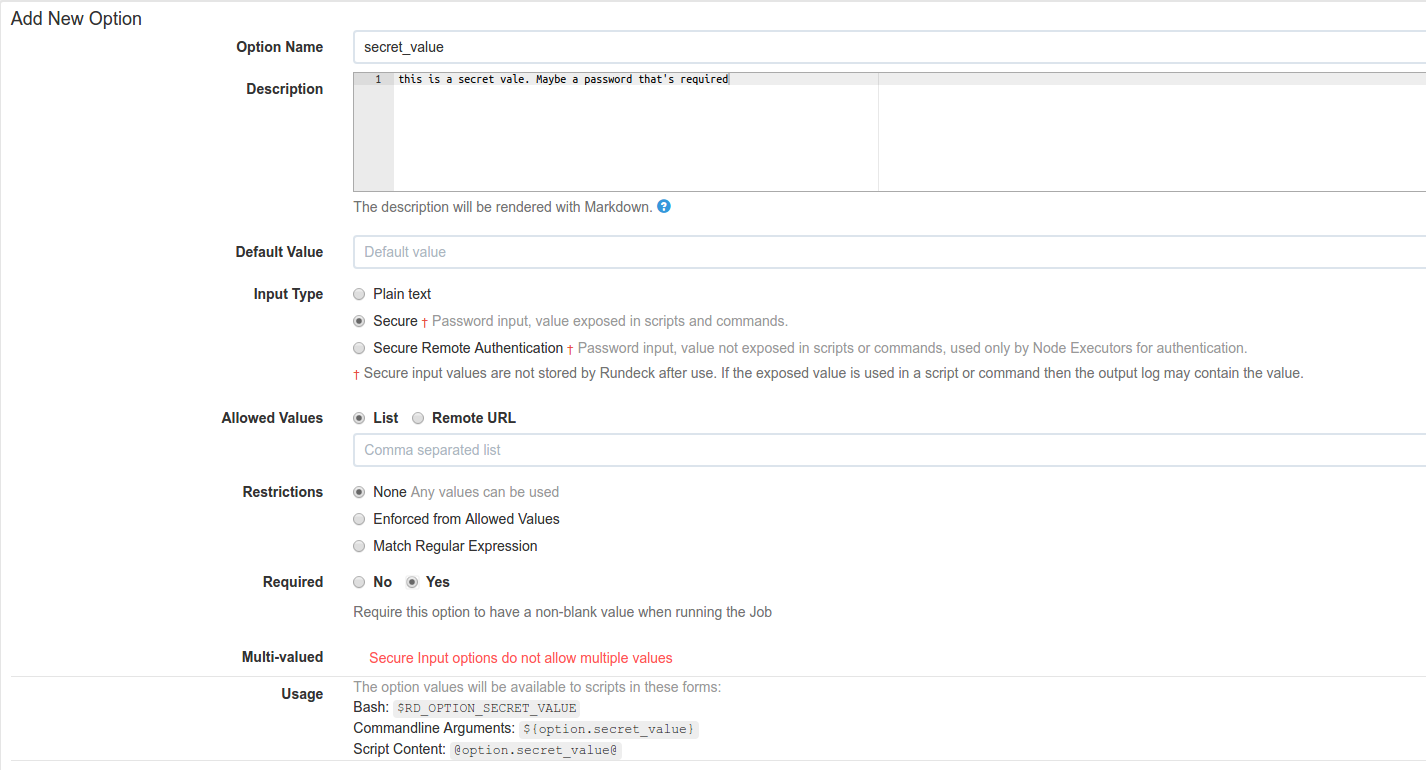 Add New Option
Option Name secret_value
Description 1 this is a secret vale. Maybe a password that's required
The description will be rendered with Markdown. ?
Default Value Default value
Input Type Plain text
Secure † Password input, value exposed in scripts and commands.
Secure Remote Authentication † Password input, value not exposed in scripts or commands, used only by Node Executors for authentication.
† Secure input values are not stored by Rundeck after use. If the exposed value is used in a script or command then the output log may contain the value.
Allowed Values List Remote URL
Comma separated list
Restrictions None Any values can be used
Enforced from Allowed Values
Match Regular Expression
Required No Yes
Require this option to have a non-blank value when running the Job
Multi-valued Secure Input options do not allow multiple values
Usage The option values will be available to scripts in these forms:
Bash: $RD_OPTION_SECRET_VALUE
Commandline Arguments: ${option.secret_value}
Script Content: @option.secret_value@